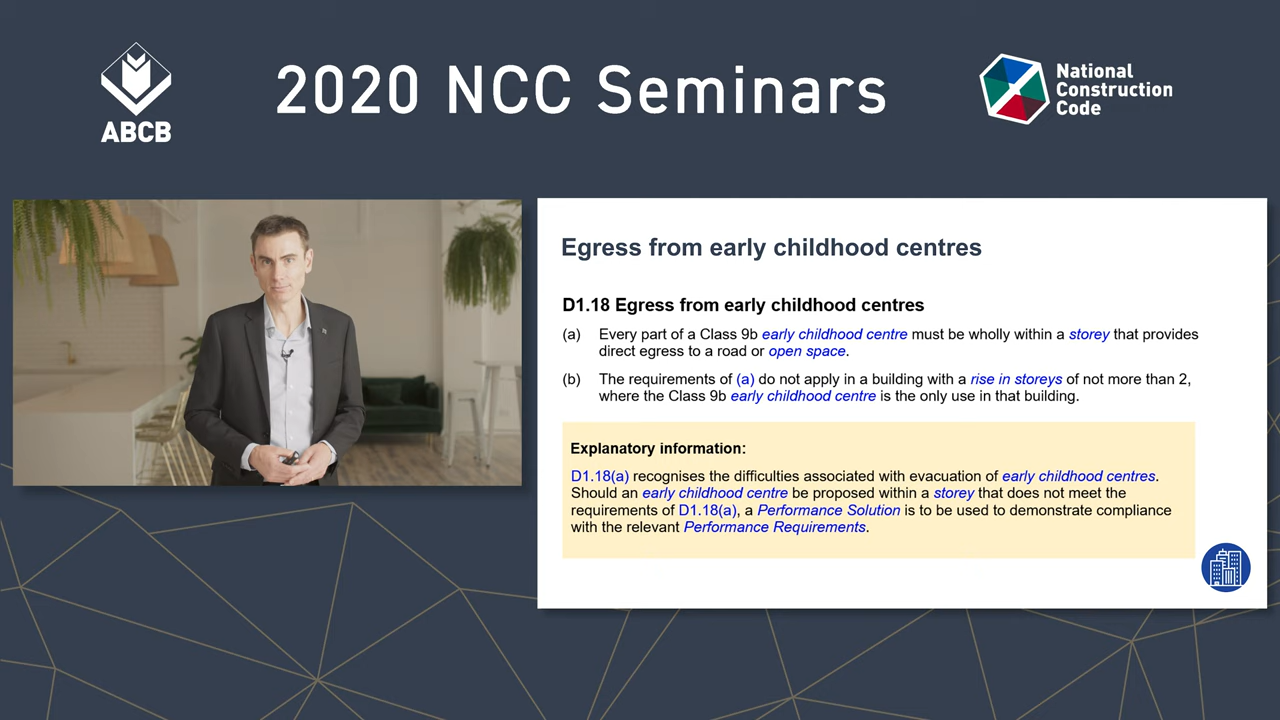 ABCB
2020 NCC Seminars
National
Construction
Code
Egress from early childhood centres
D1.18 Egress from early childhood centres
(a) Every part of a Class 9b early childhood centre must be wholly within a storey that provides
direct egress to a road or open space.
(b) The requirements of (a) do not apply in a building with a rise in storeys of not more than 2,
where the Class 9b early childhood centre is the only use in that building.
Explanatory information:
D1.18(a) recognises the difficulties associated with evacuation of early childhood centres.
Should an early childhood centre be proposed within a storey that does not meet the
requirements of D1.18(a), a Performance Solution is to be used to demonstrate compliance
with the relevant Performance Requirements.